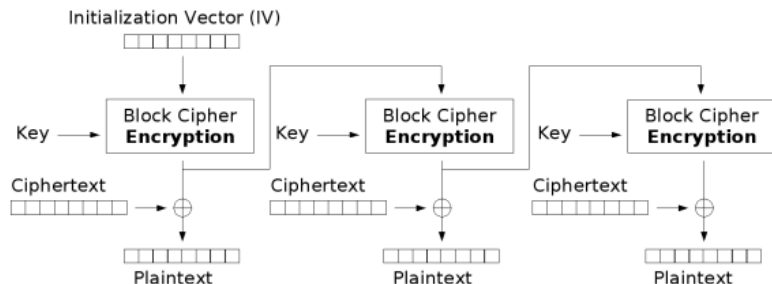 Initialization Vector (IV)
Block Cipher
Encryption
Key
Block Cipher
Encryption
Key
Block Cipher
Encryption
Key
Ciphertext
Ciphertext
Ciphertext
Plaintext
Plaintext
Plaintext